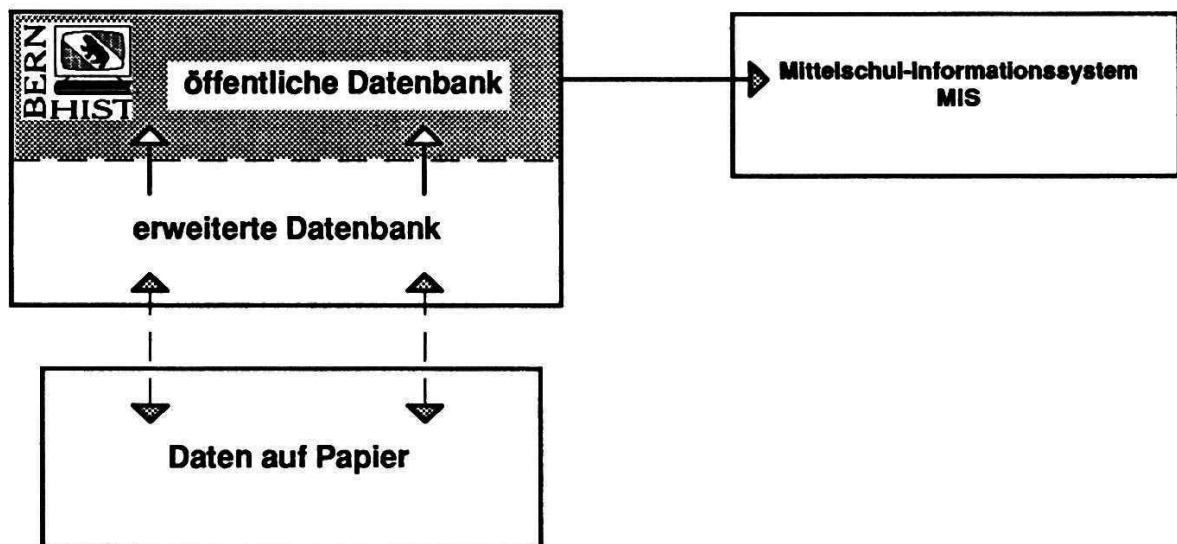 BERN
HIST
öffentliche Datenbank
Mittelschul-Informationssystem
MIS
erweiterte Datenbank
Daten auf Papier